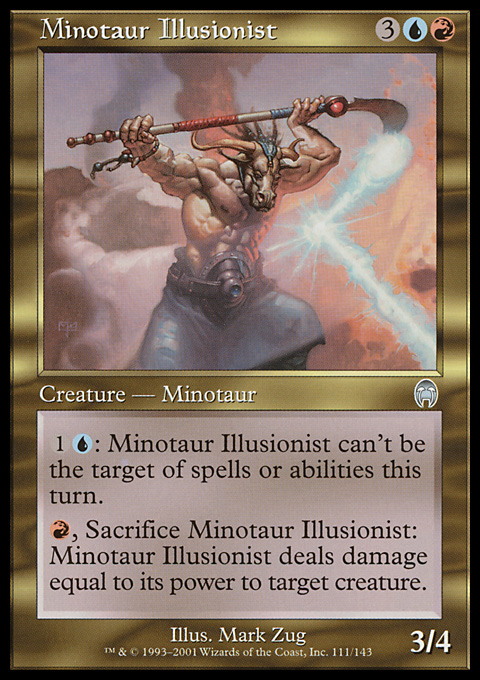 Minotaur Illusionist 3
Creature — Minotaur
1 : Minotaur Illusionist can't be
the target of spells or abilities this
turn.
, Sacrifice Minotaur Illusionist:
Minotaur Illusionist deals damage
equal to its power to target creature.
Illus. Mark Zug
™ & © 1993–2001 Wizards of the Coast, Inc. 111/143
3/4